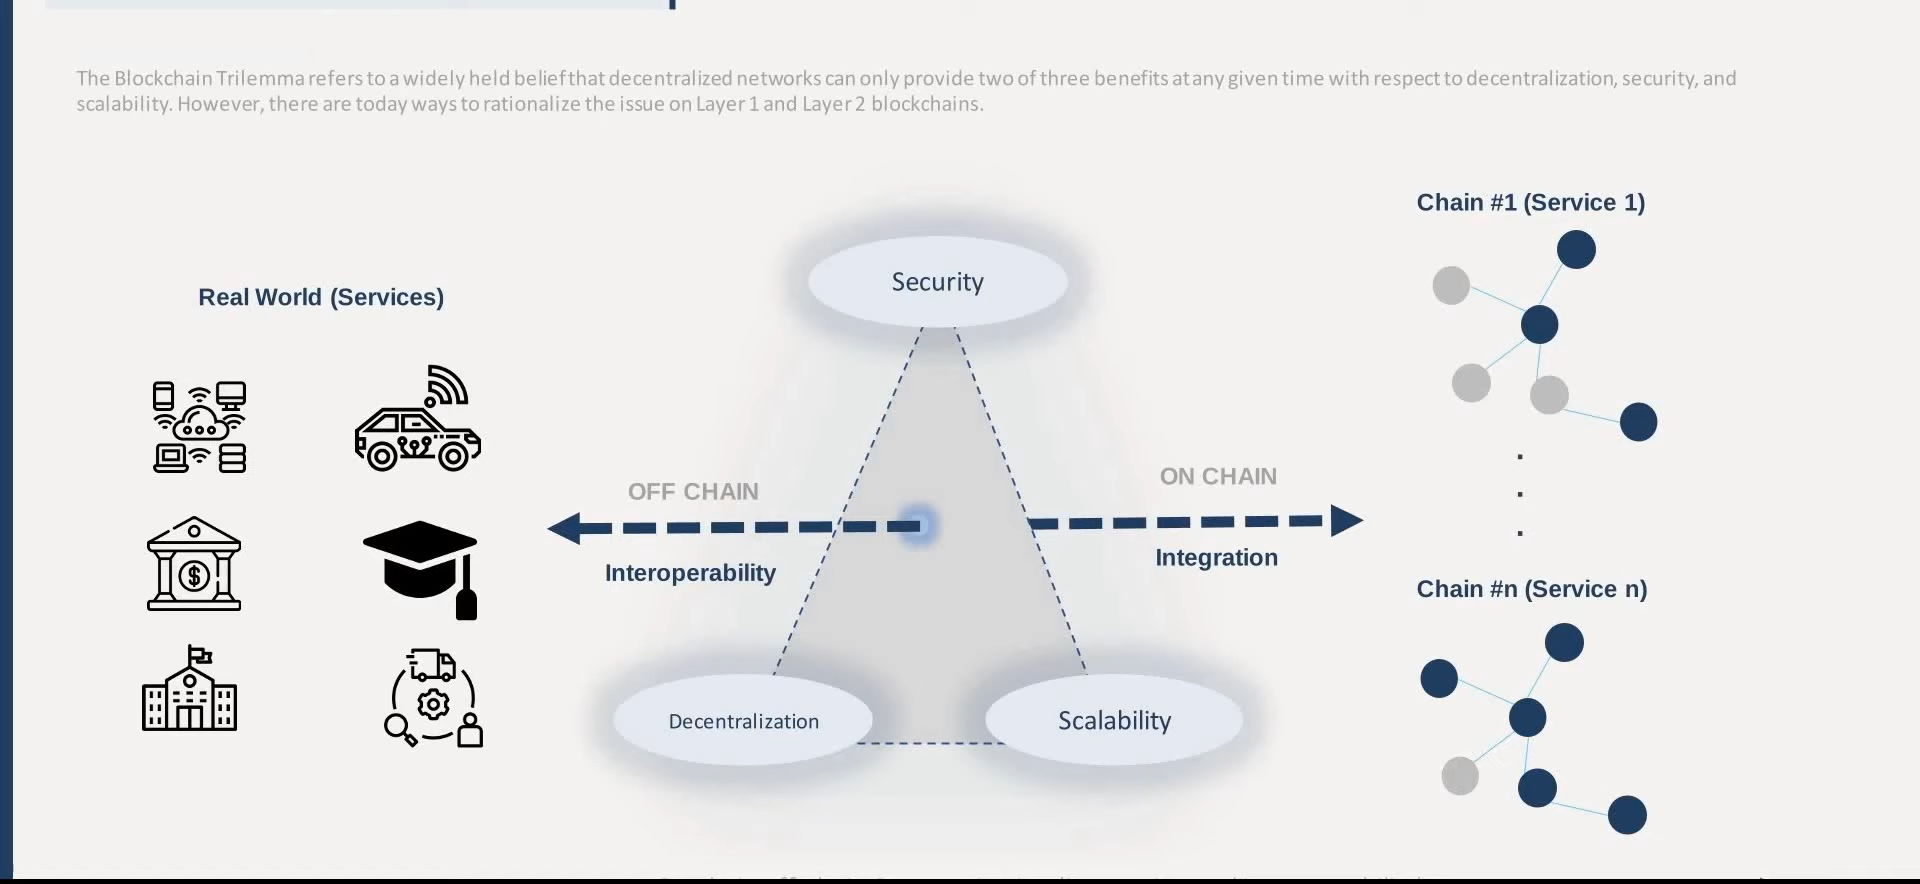 The Blockchain Trilemma refers to a widely held belief that decentralized networks can only provide two of three benefits at any given time with respect to decentralization, security, and
scalability. However, there are today ways to rationalize the issue on Layer 1 and Layer 2 blockchains.
Chain #1 (Service 1)
Security
Real World (Services)
OFF CHAIN
ON CHAIN
Interoperability
Integration
Chain #n (Service n)
Decentralization
Scalability
$